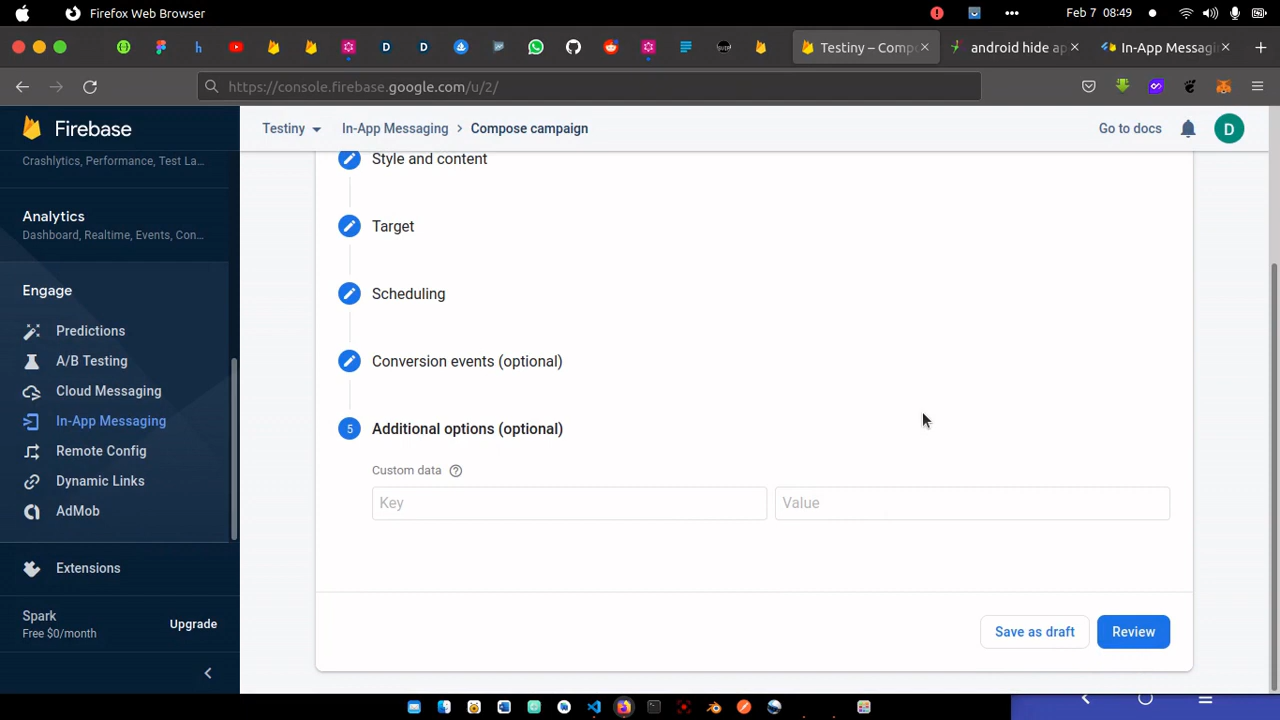 Firefox Web Browser
Feb 7 08:49
Testiny – Compo
android hide ap
In-App Messagin
https://console.firebase.google.com/u/2/
Firebase
Testiny
In-App Messaging > Compose campaign
Go to docs
D
Crashlytics, Performance, Test La...
Analytics
Dashboard, Realtime, Events, Con...
Engage
Predictions
A/B Testing
Cloud Messaging
In-App Messaging
Remote Config
Dynamic Links
AdMob
Extensions
Spark
Free $0/month
Upgrade
Style and content
Target
Scheduling
Conversion events (optional)
5 Additional options (optional)
Custom data
Key
Value
Save as draft
Review